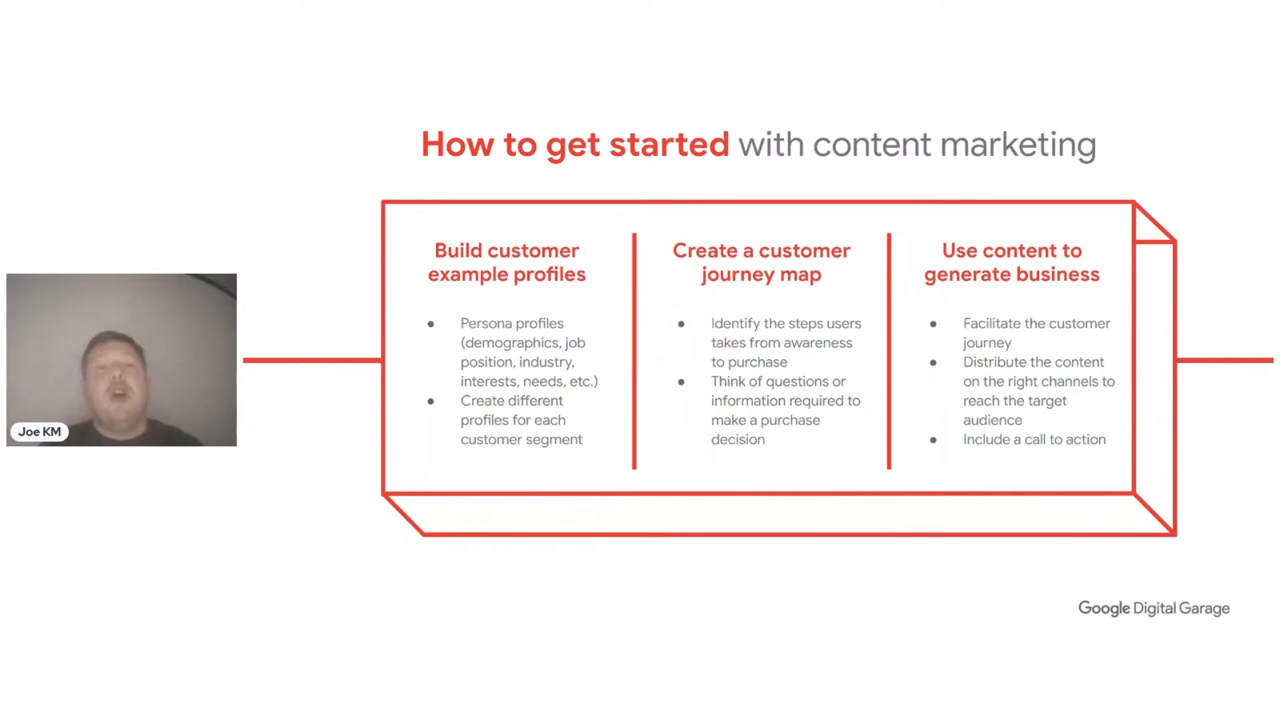 How to get started with content marketing
Build customer
example profiles
● Persona profiles
(demographics, job
position, industry,
interests, needs, etc.)
● Create different
profiles for each
customer segment
Create a customer
journey map
● Identify the steps users
takes from awareness
to purchase
● Think of questions or
information required to
make a purchase
decision
Use content to
generate business
● Facilitate the customer
journey
● Distribute the content
on the right channels to
reach the target
audience
● Include a call to action
Joe KM
Google Digital Garage